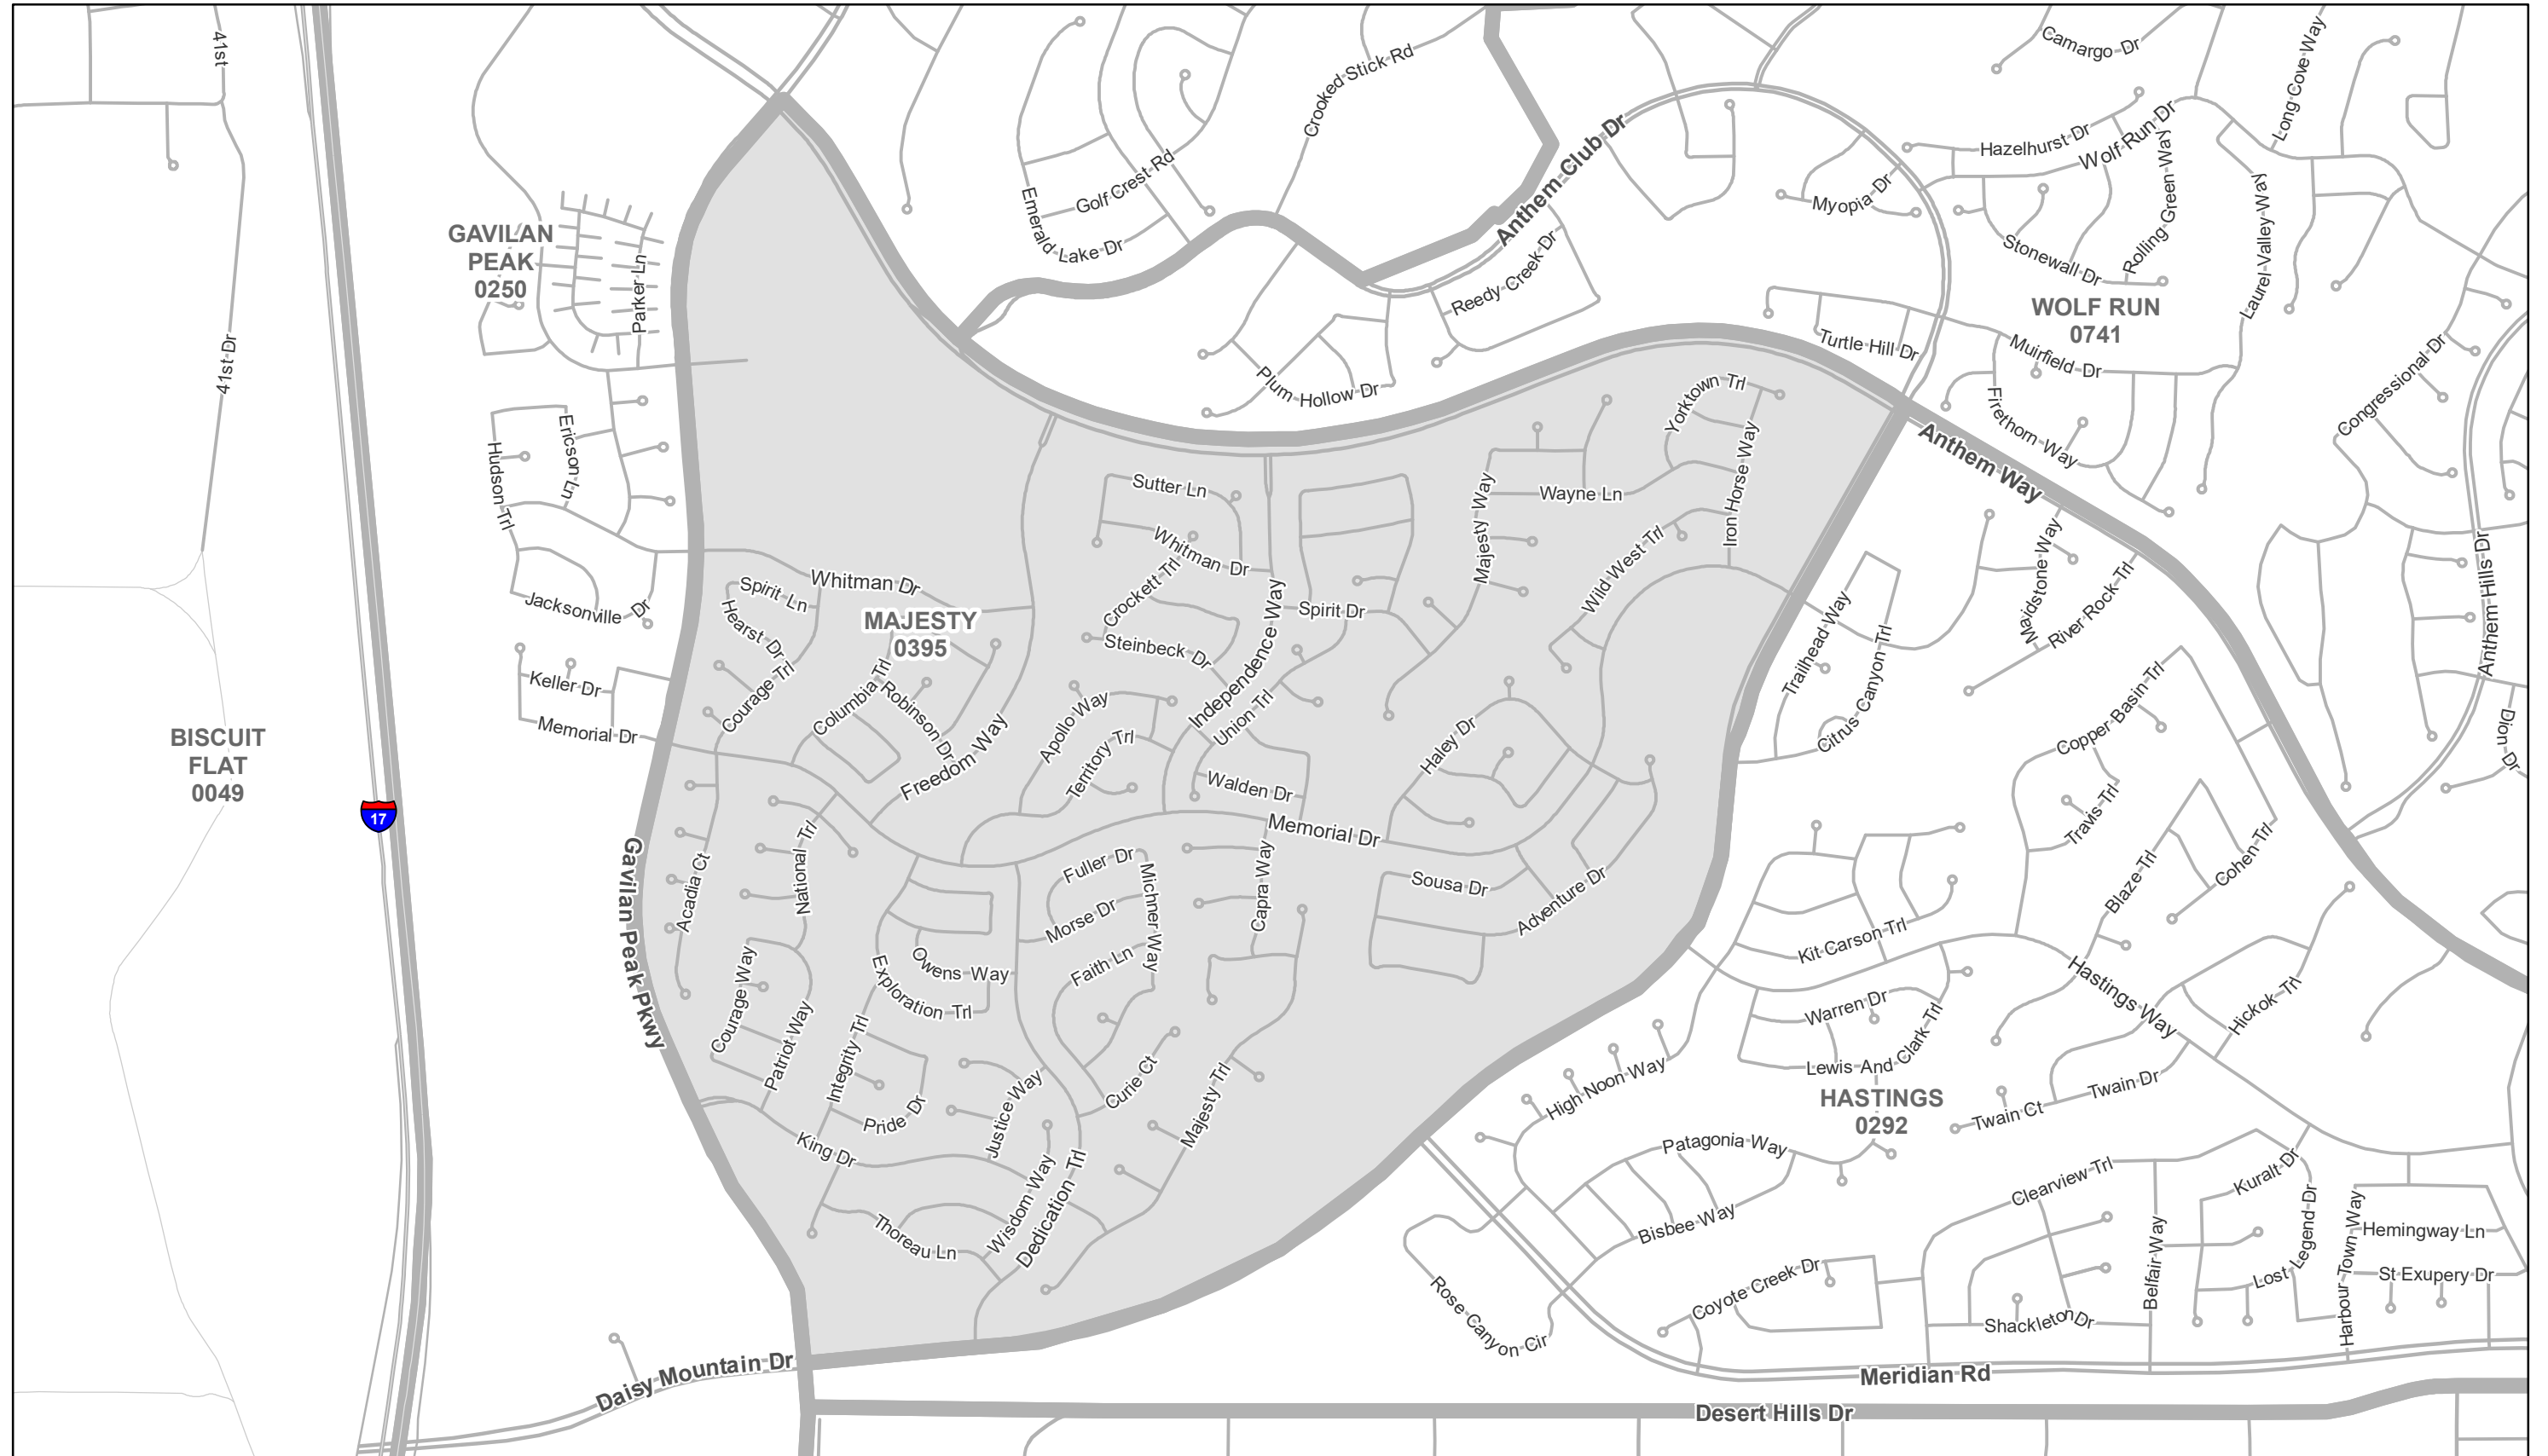 41st
Camargo Dr
Long Cove Way
Crooked Stick Rd
Anthem Club Dr
Hazelhurst Dr
Wolf Run Dr
Rolling Green Way
Golf Crest Rd
Emerald Lake Dr
Myopia Dr
Laurel Valley Way
Stonewall Dr
GAVILAN
PEAK
0250
Parker Ln
Reedy Creek Dr
WOLF RUN
0741
41st Dr
Turtle Hill Dr
Muirfield Dr
Plum Hollow Dr
Yorktown Trl
Firethorn Way
Congressional Dr
Ericson Ln
Hudson Trl
Anthem Way
Sutter Ln
Majesty Way
Wayne Ln
Iron Horse Way
Whitman Dr
Wild West Trl
Maidstone Way
River Rock Trl
Anthem Hills Dr
Whitman Dr
Spirit Ln
Hearst Dr
Jacksonville Dr
MAJESTY
0395
Crockett Trl
Steinbeck Dr
Independence Way
Spirit Dr
Trailhead Way
Citrus Canyon Trl
Keller Dr
Courage Trl
Columbia Trl
Robinson Dr
Freedom Way
Apollo Way
Union Trl
Copper Basin Trl
Memorial Dr
Territory Trl
Haley Dr
Dion Dr
BISCUIT
FLAT
0049
Walden Dr
Travis Trl
17
Memorial Dr
Gavilan Peak Pkwy
Acadia Ct
National Trl
Fuller Dr
Michner Way
Capra Way
Sousa Dr
Adventure Dr
Blaze Trl
Cohen Trl
Morse Dr
Kit Carson Trl
Courage Way
Owens Way
Faith Ln
Exploration Trl
Hastings Way
Hickok Trl
Patriot Way
Integrity Trl
Warren Dr
Lewis And Clark Trl
Justice Way
Curie Ct
Majesty Trl
High Noon Way
HASTINGS
0292
Twain Dr
Twain Ct
Pride Dr
King Dr
Patagonia Way
Wisdom Way
Dedication Trl
Clearview Trl
Kuralt Dr
Thoreau Ln
Bisbee Way
Belfair Way
Lost Legend Dr
Harbour Town Way
Hemingway Ln
St Exupery Dr
Rose Canyon Cir
Coyote Creek Dr
Shackleton Dr
Daisy Mountain Dr
Meridian Rd
Desert Hills Dr